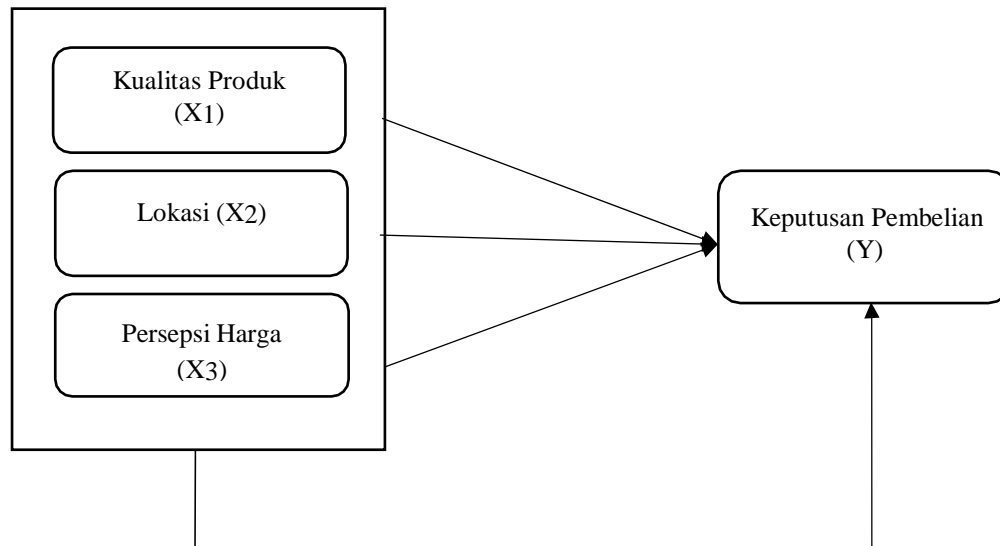 Kualitas Produk
(X1)
Lokasi (X2)
Persepsi Harga
(X3)
Keputusan Pembelian
(Y)